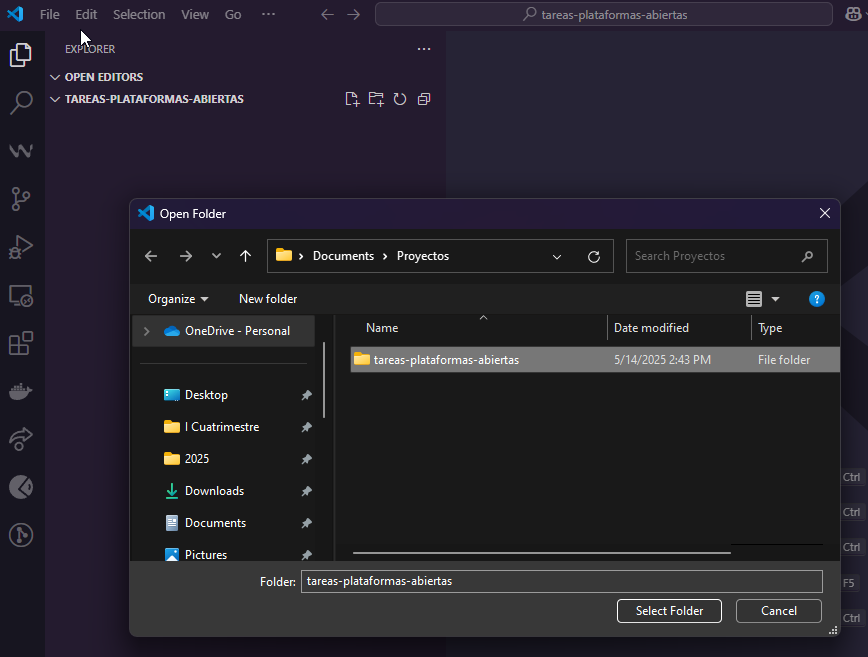 File Edit Selection View Go ··· tareas-plataformas-abiertas
EXPLORER
OPEN EDITORS
TAREAS-PLATAFORMAS-ABIERTAS
Open Folder
Documents Proyectos Search Proyectos
Organize New folder
OneDrive - Personal
Name Date modified Type
tareas-plataformas-abiertas 5/14/2025 2:43 PM File folder
Desktop
I Cuatrimestre
2025
Downloads
Documents
Pictures
Folder: tareas-plataformas-abiertas
Select Folder Cancel
Ctrl
Ctrl
Ctrl
F5
Ctrl